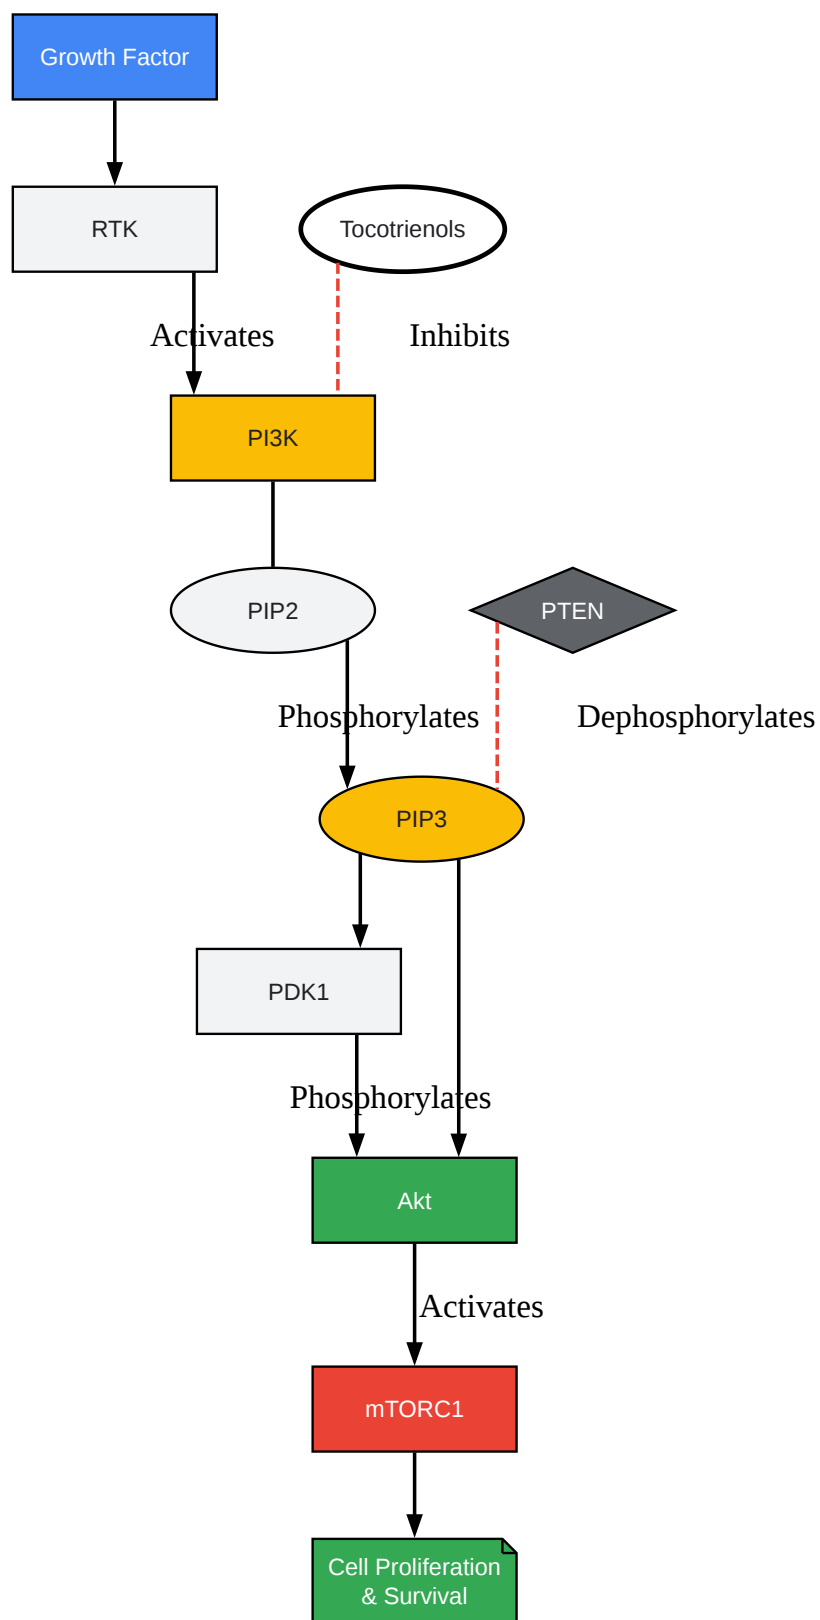 Growth Factor
RTK
Tocotrienols
Activates
Inhibits
PI3K
PIP2
PTEN
Phosphorylates
Dephosphorylates
PIP3
PDK1
Phosphorylates
Akt
Activates
mTORC1
Cell Proliferation
& Survival